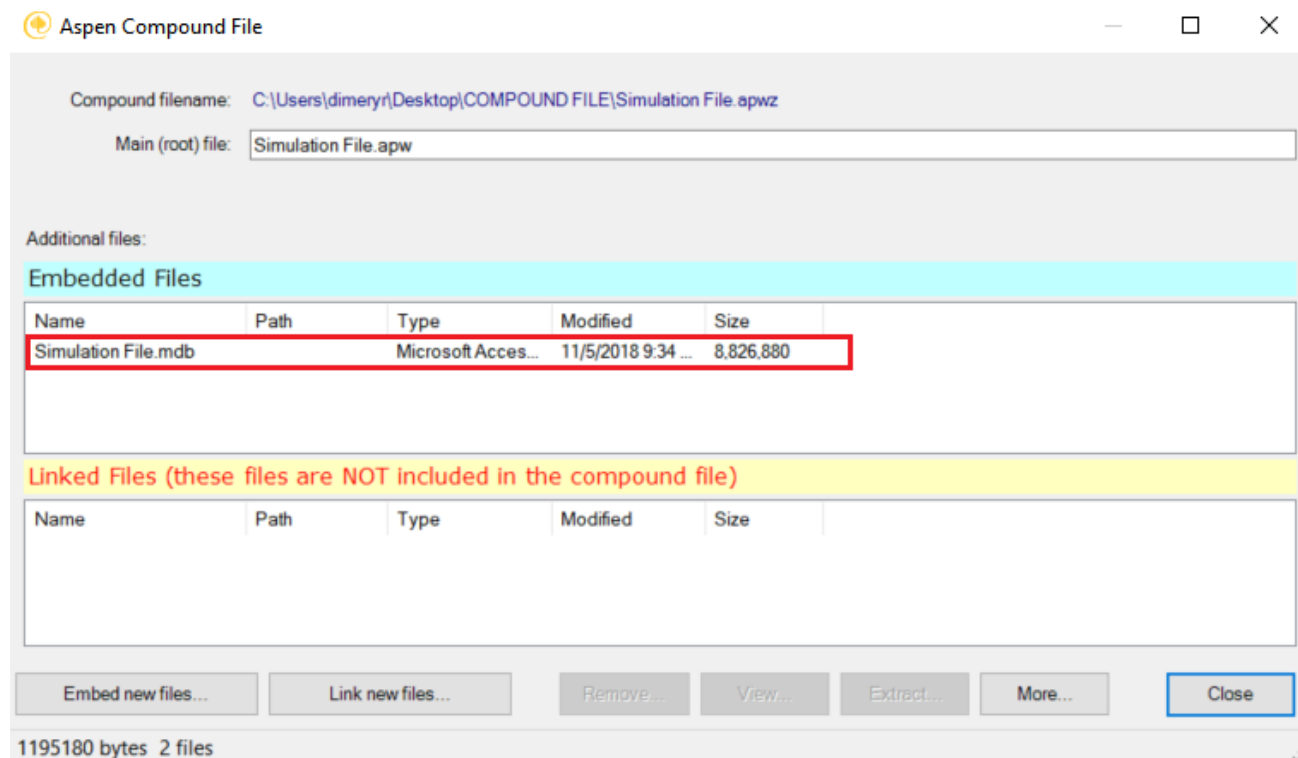 Aspen Compound File
Compound filename: C:\Users\dimeryr\Desktop\COMPOUND FILE\Simulation File.apwz
Main (root) file: Simulation File.apw
Additional files:
Embedded Files
Name Path Type Modified Size
Simulation File.mdb Microsoft Acces... 11/5/2018 9:34 ... 8,826,880
Linked Files (these files are NOT included in the compound file)
Name Path Type Modified Size
Embed new files... Link new files... Remove... View... Extract... More... Close
1195180 bytes 2 files